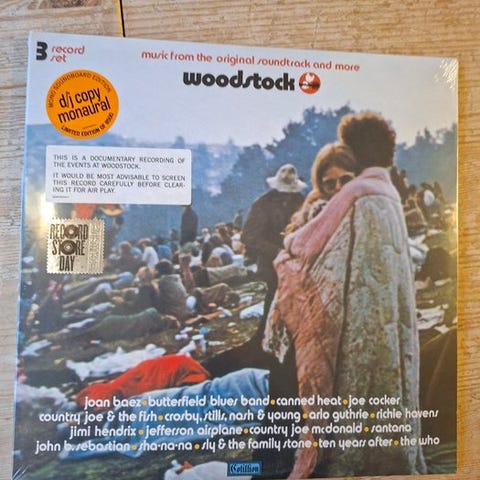 3 record
set
music from the original soundtrack and more
woodstock
MONO SOUNDBOARD EDITION
d/j copy
monaural
LIMITED EDITION OF 8500
THIS IS A DOCUMENTARY RECORDING OF
THE EVENTS AT WOODSTOCK.
IT WOULD BE MOST ADVISABLE TO SCREEN
THIS RECORD CAREFULLY BEFORE CLEAR-
ING IT FOR AIR PLAY.
RECORD
STORE
DAY
joan baez • butterfield blues band • canned heat • joe cocker
country joe & the fish • crosby, stills, nash & young • arlo guthrie • richie havens
jimi hendrix • jefferson airplane • country joe mcdonald • santana
john b. sebastian • sha-na-na • sly & the family stone • ten years after • the who
Cotillion